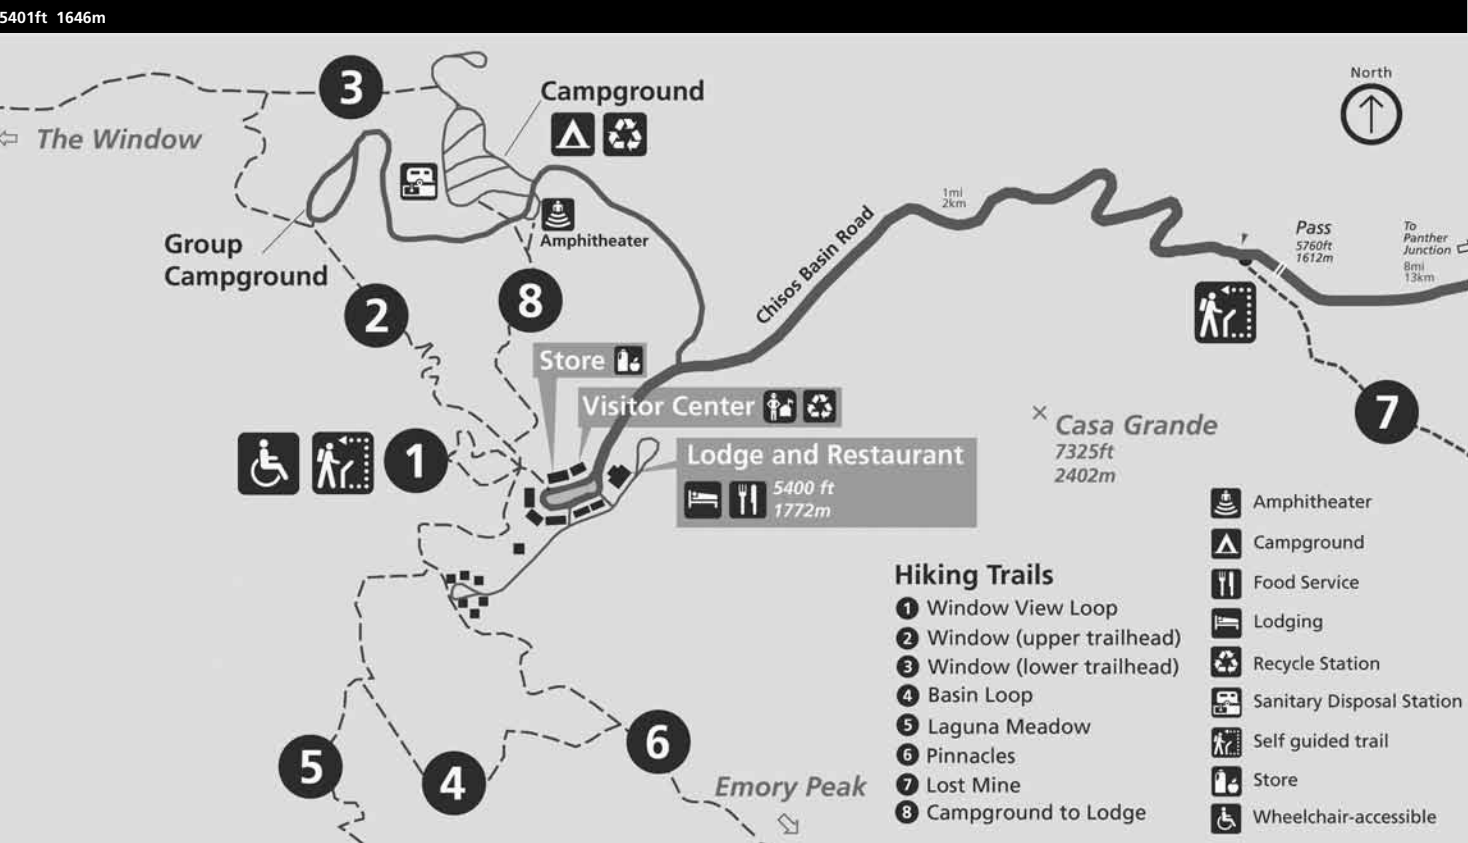 5401ft 1646m
North
3
Campground
The Window
1mi
2km
Chisos Basin Road
Pass
5760ft
1612m
To
Panther
Junction
8mi
13km
Amphitheater
Group
Campground
2
8
Store
Visitor Center
7
Casa Grande
7325ft
2402m
1
Lodge and Restaurant
5400 ft
1772m
Hiking Trails
1 Window View Loop
2 Window (upper trailhead)
3 Window (lower trailhead)
4 Basin Loop
5 Laguna Meadow
6 Pinnacles
7 Lost Mine
8 Campground to Lodge
Amphitheater
Campground
Food Service
Lodging
Recycle Station
Sanitary Disposal Station
Self guided trail
Store
Wheelchair-accessible
5
4
6
Emory Peak